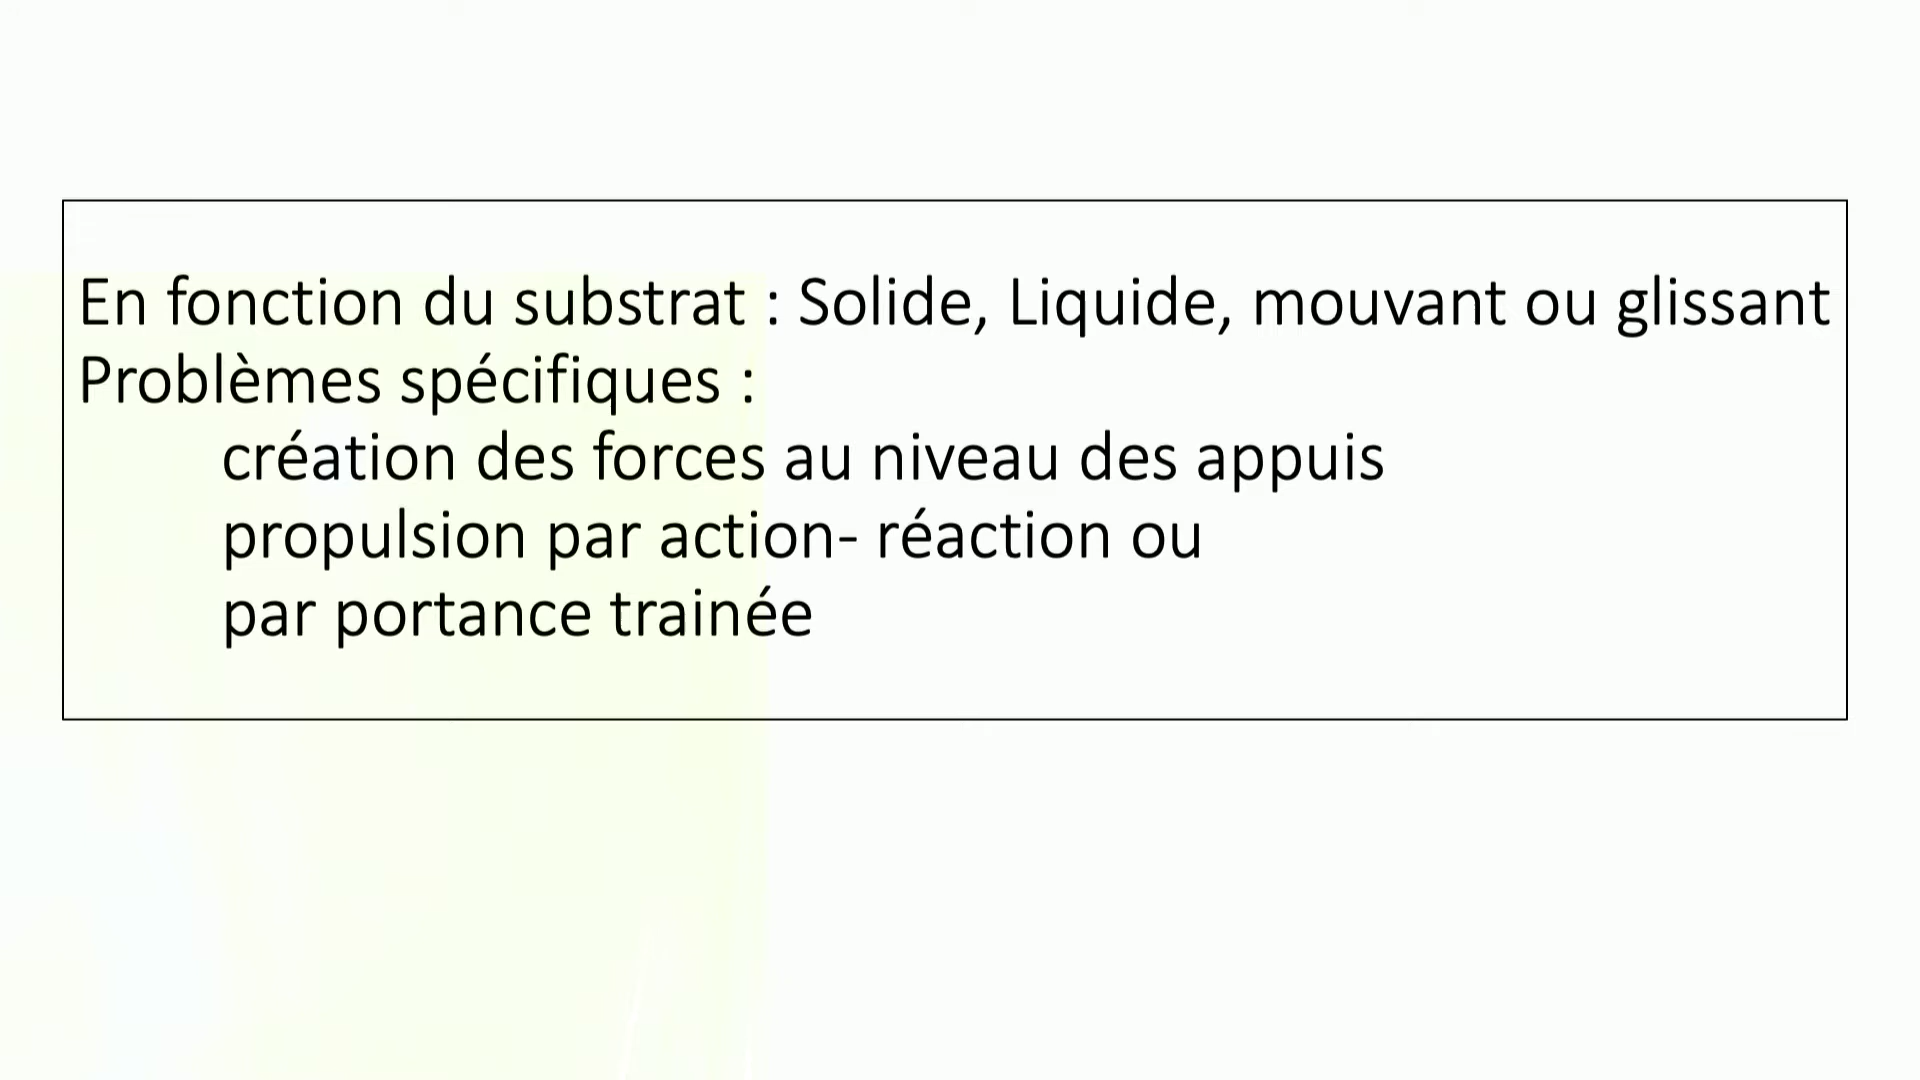 En fonction du substrat : Solide, Liquide, mouvant ou glissant
Problèmes spécifiques :
création des forces au niveau des appuis
propulsion par action- réaction ou
par portance trainée